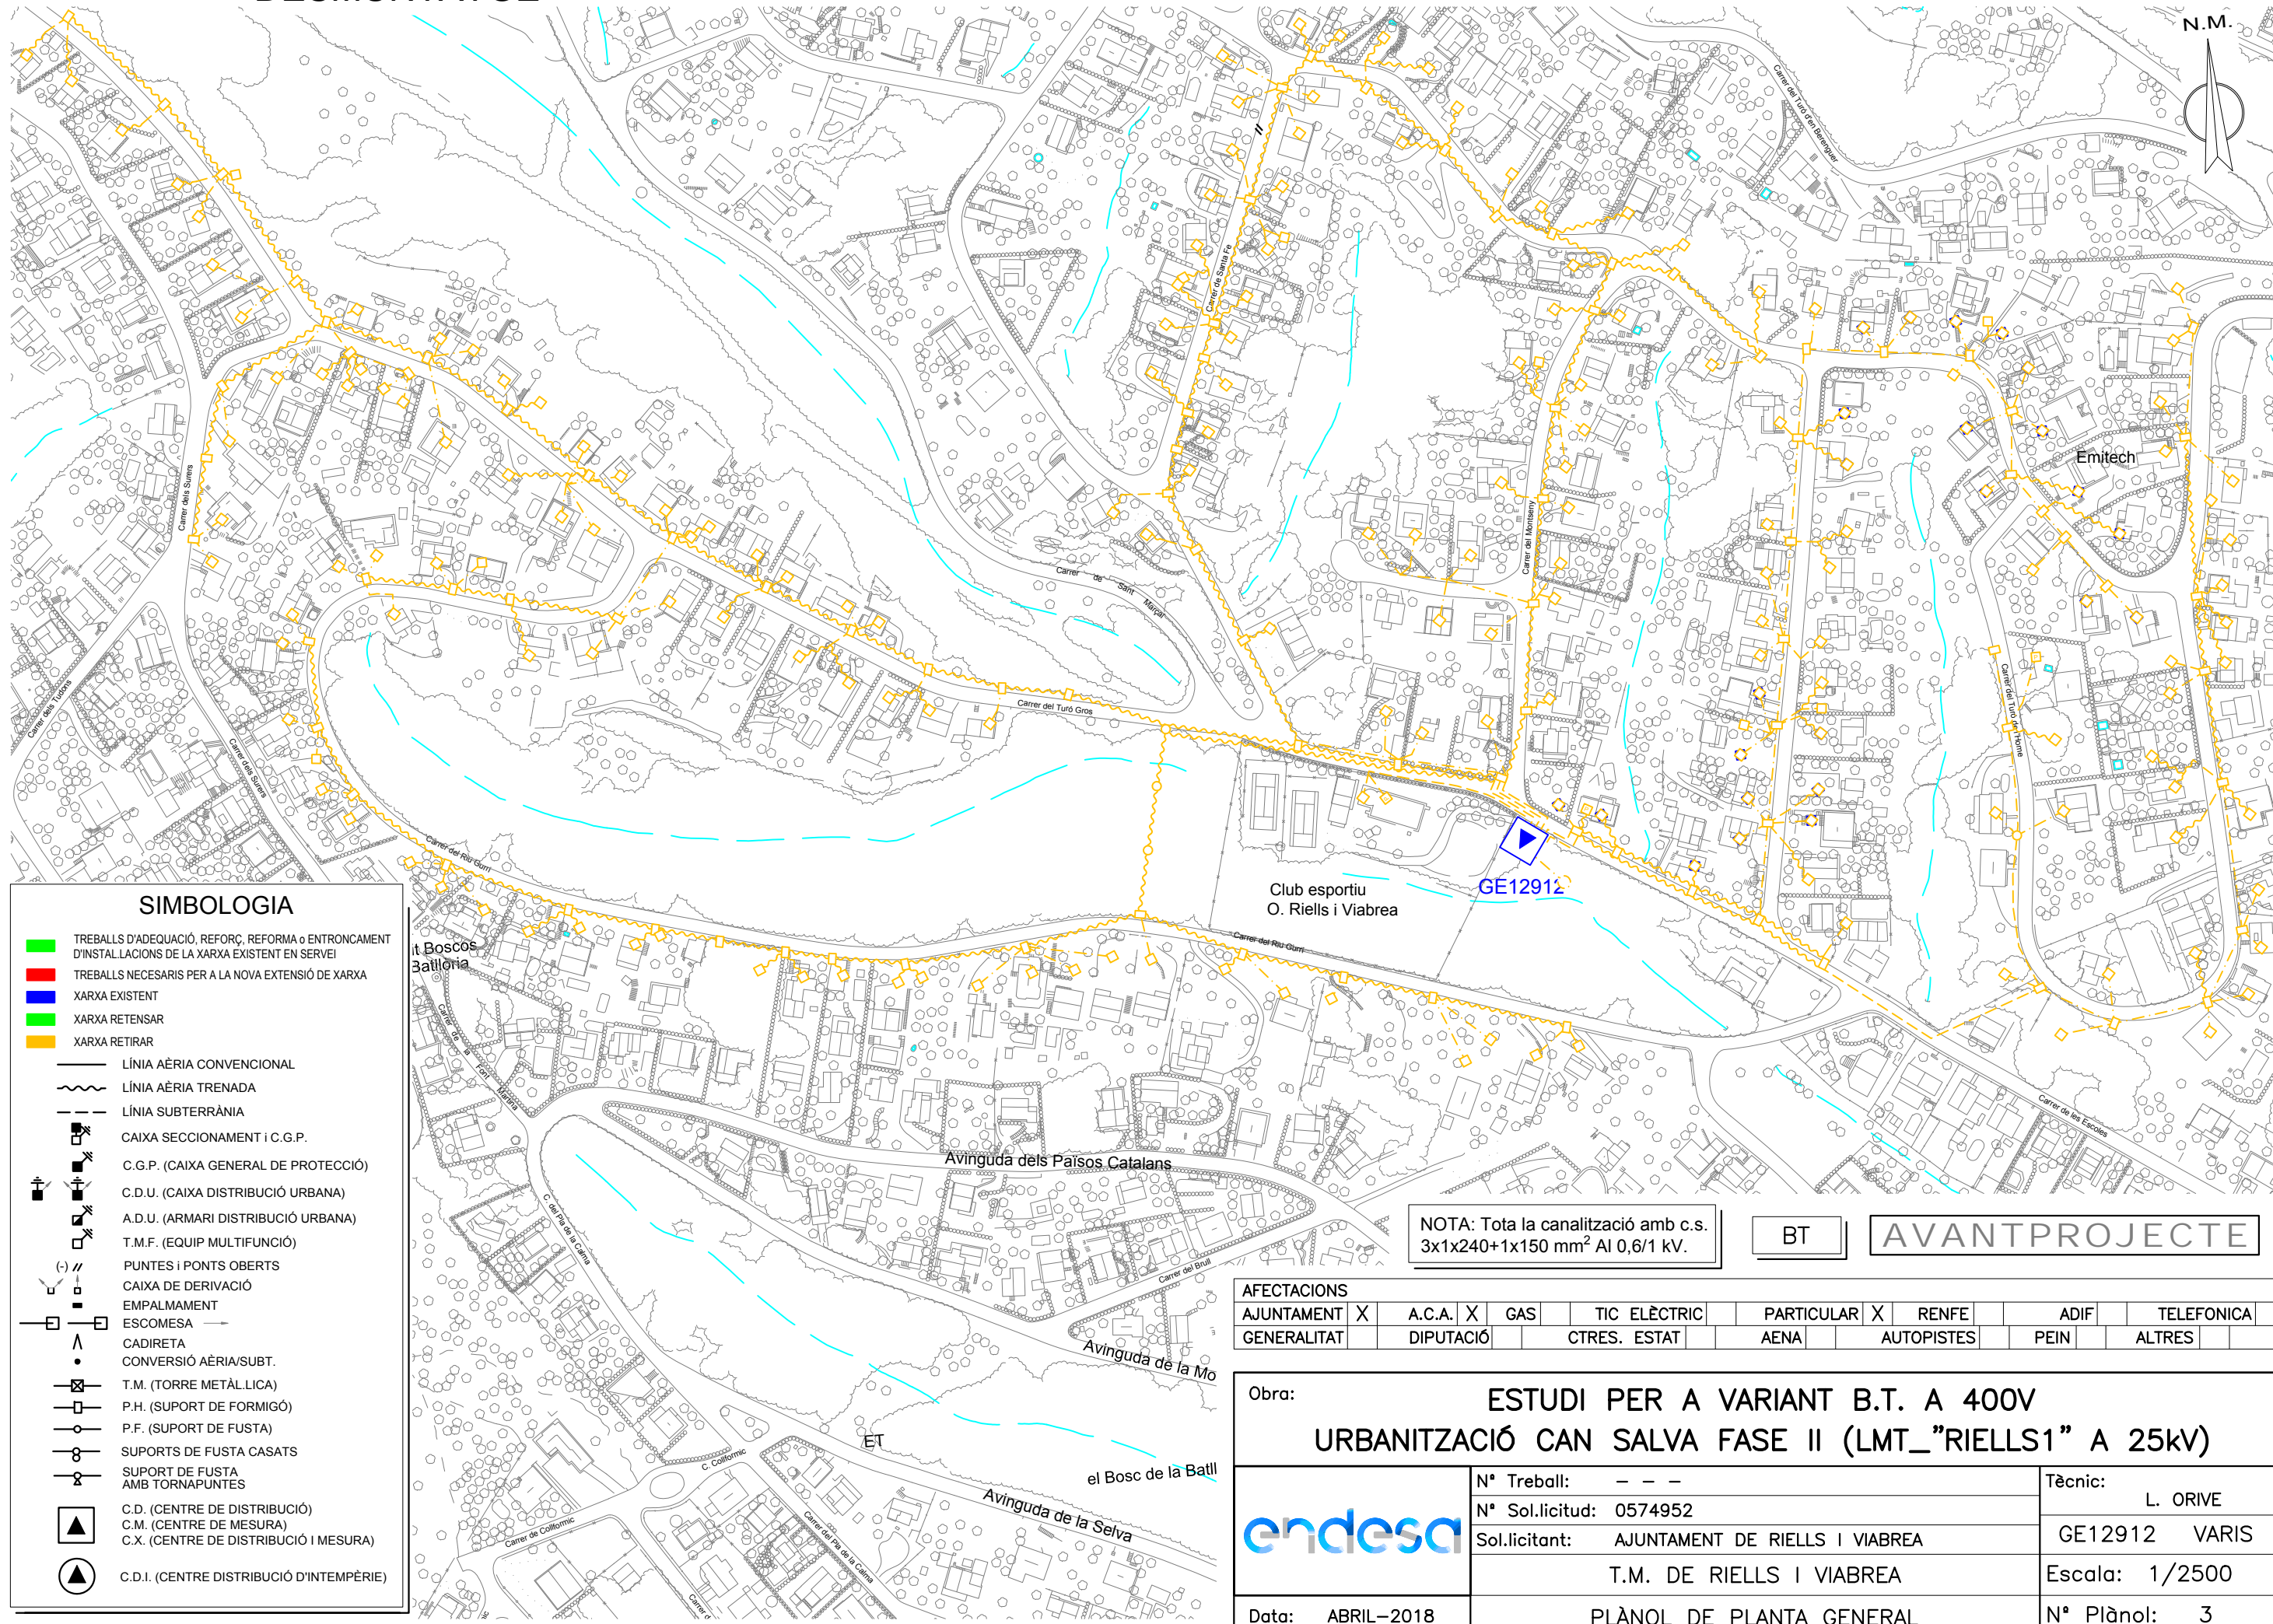 N.M.
Carrer del Turó d'en Berenguer
Carrer de Santa Fe
Emitech
Carrer dels Surers
Carrer del Montseny
Carrer de Sant Marçal
Carrer dels Tudons
Carrer dels Surers
Carrer del Turó Gros
Carrer del Turó de l'Home
Carrer del Riu Gurri
GE12912
Club esportiu
O. Riells i Viabrea
Carrer del Riu Gurri
it Boscos
Batlloria
Carrer de la Font Martina
Carrer de les Escoles
Avinguda dels Països Catalans
C. del Pla de la Calma
Carrer del Brull
Avinguda de la Mo
ET
el Bosc de la Batll
C. Collformic
Avinguda de la Selva
Carrer de Collformic
Carrer del Pla de la Calma
SIMBOLOGIA
TREBALLS D'ADEQUACIÓ, REFORÇ, REFORMA o ENTRONCAMENT
D'INSTAL.LACIONS DE LA XARXA EXISTENT EN SERVEI
TREBALLS NECESARIS PER A LA NOVA EXTENSIÓ DE XARXA
XARXA EXISTENT
XARXA RETENSAR
XARXA RETIRAR
LÍNIA AÈRIA CONVENCIONAL
LÍNIA AÈRIA TRENADA
LÍNIA SUBTERRÀNIA
CAIXA SECCIONAMENT i C.G.P.
C.G.P. (CAIXA GENERAL DE PROTECCIÓ)
C.D.U. (CAIXA DISTRIBUCIÓ URBANA)
A.D.U. (ARMARI DISTRIBUCIÓ URBANA)
T.M.F. (EQUIP MULTIFUNCIÓ)
(-) // PUNTES i PONTS OBERTS
CAIXA DE DERIVACIÓ
EMPALMAMENT
ESCOMESA
CADIRETA
CONVERSIÓ AÈRIA/SUBT.
T.M. (TORRE METÀL.LICA)
P.H. (SUPORT DE FORMIGÓ)
P.F. (SUPORT DE FUSTA)
SUPORTS DE FUSTA CASATS
SUPORT DE FUSTA
AMB TORNAPUNTES
C.D. (CENTRE DE DISTRIBUCIÓ)
C.M. (CENTRE DE MESURA)
C.X. (CENTRE DE DISTRIBUCIÓ I MESURA)
C.D.I. (CENTRE DISTRIBUCIÓ D'INTEMPÈRIE)
NOTA: Tota la canalització amb c.s.
3x1x240+1x150 mm² Al 0,6/1 kV.
BT
AVANTPROJECTE
AFECTACIONS
AJUNTAMENT X A.C.A. X GAS TIC ELÈCTRIC PARTICULAR X RENFE ADIF TELEFONICA
GENERALITAT DIPUTACIÓ CTRES. ESTAT AENA AUTOPISTES PEIN ALTRES
Obra: ESTUDI PER A VARIANT B.T. A 400V
URBANITZACIÓ CAN SALVA FASE II (LMT_"RIELLS1" A 25kV)
endesa
Nª Treball: – – –
Nª Sol.licitud: 0574952
Sol.licitant: AJUNTAMENT DE RIELLS I VIABREA
T.M. DE RIELLS I VIABREA
Tècnic:
L. ORIVE
GE12912 VARIS
Escala: 1/2500
Data: ABRIL–2018
PLÀNOL DE PLANTA GENERAL
Nª Plànol: 3